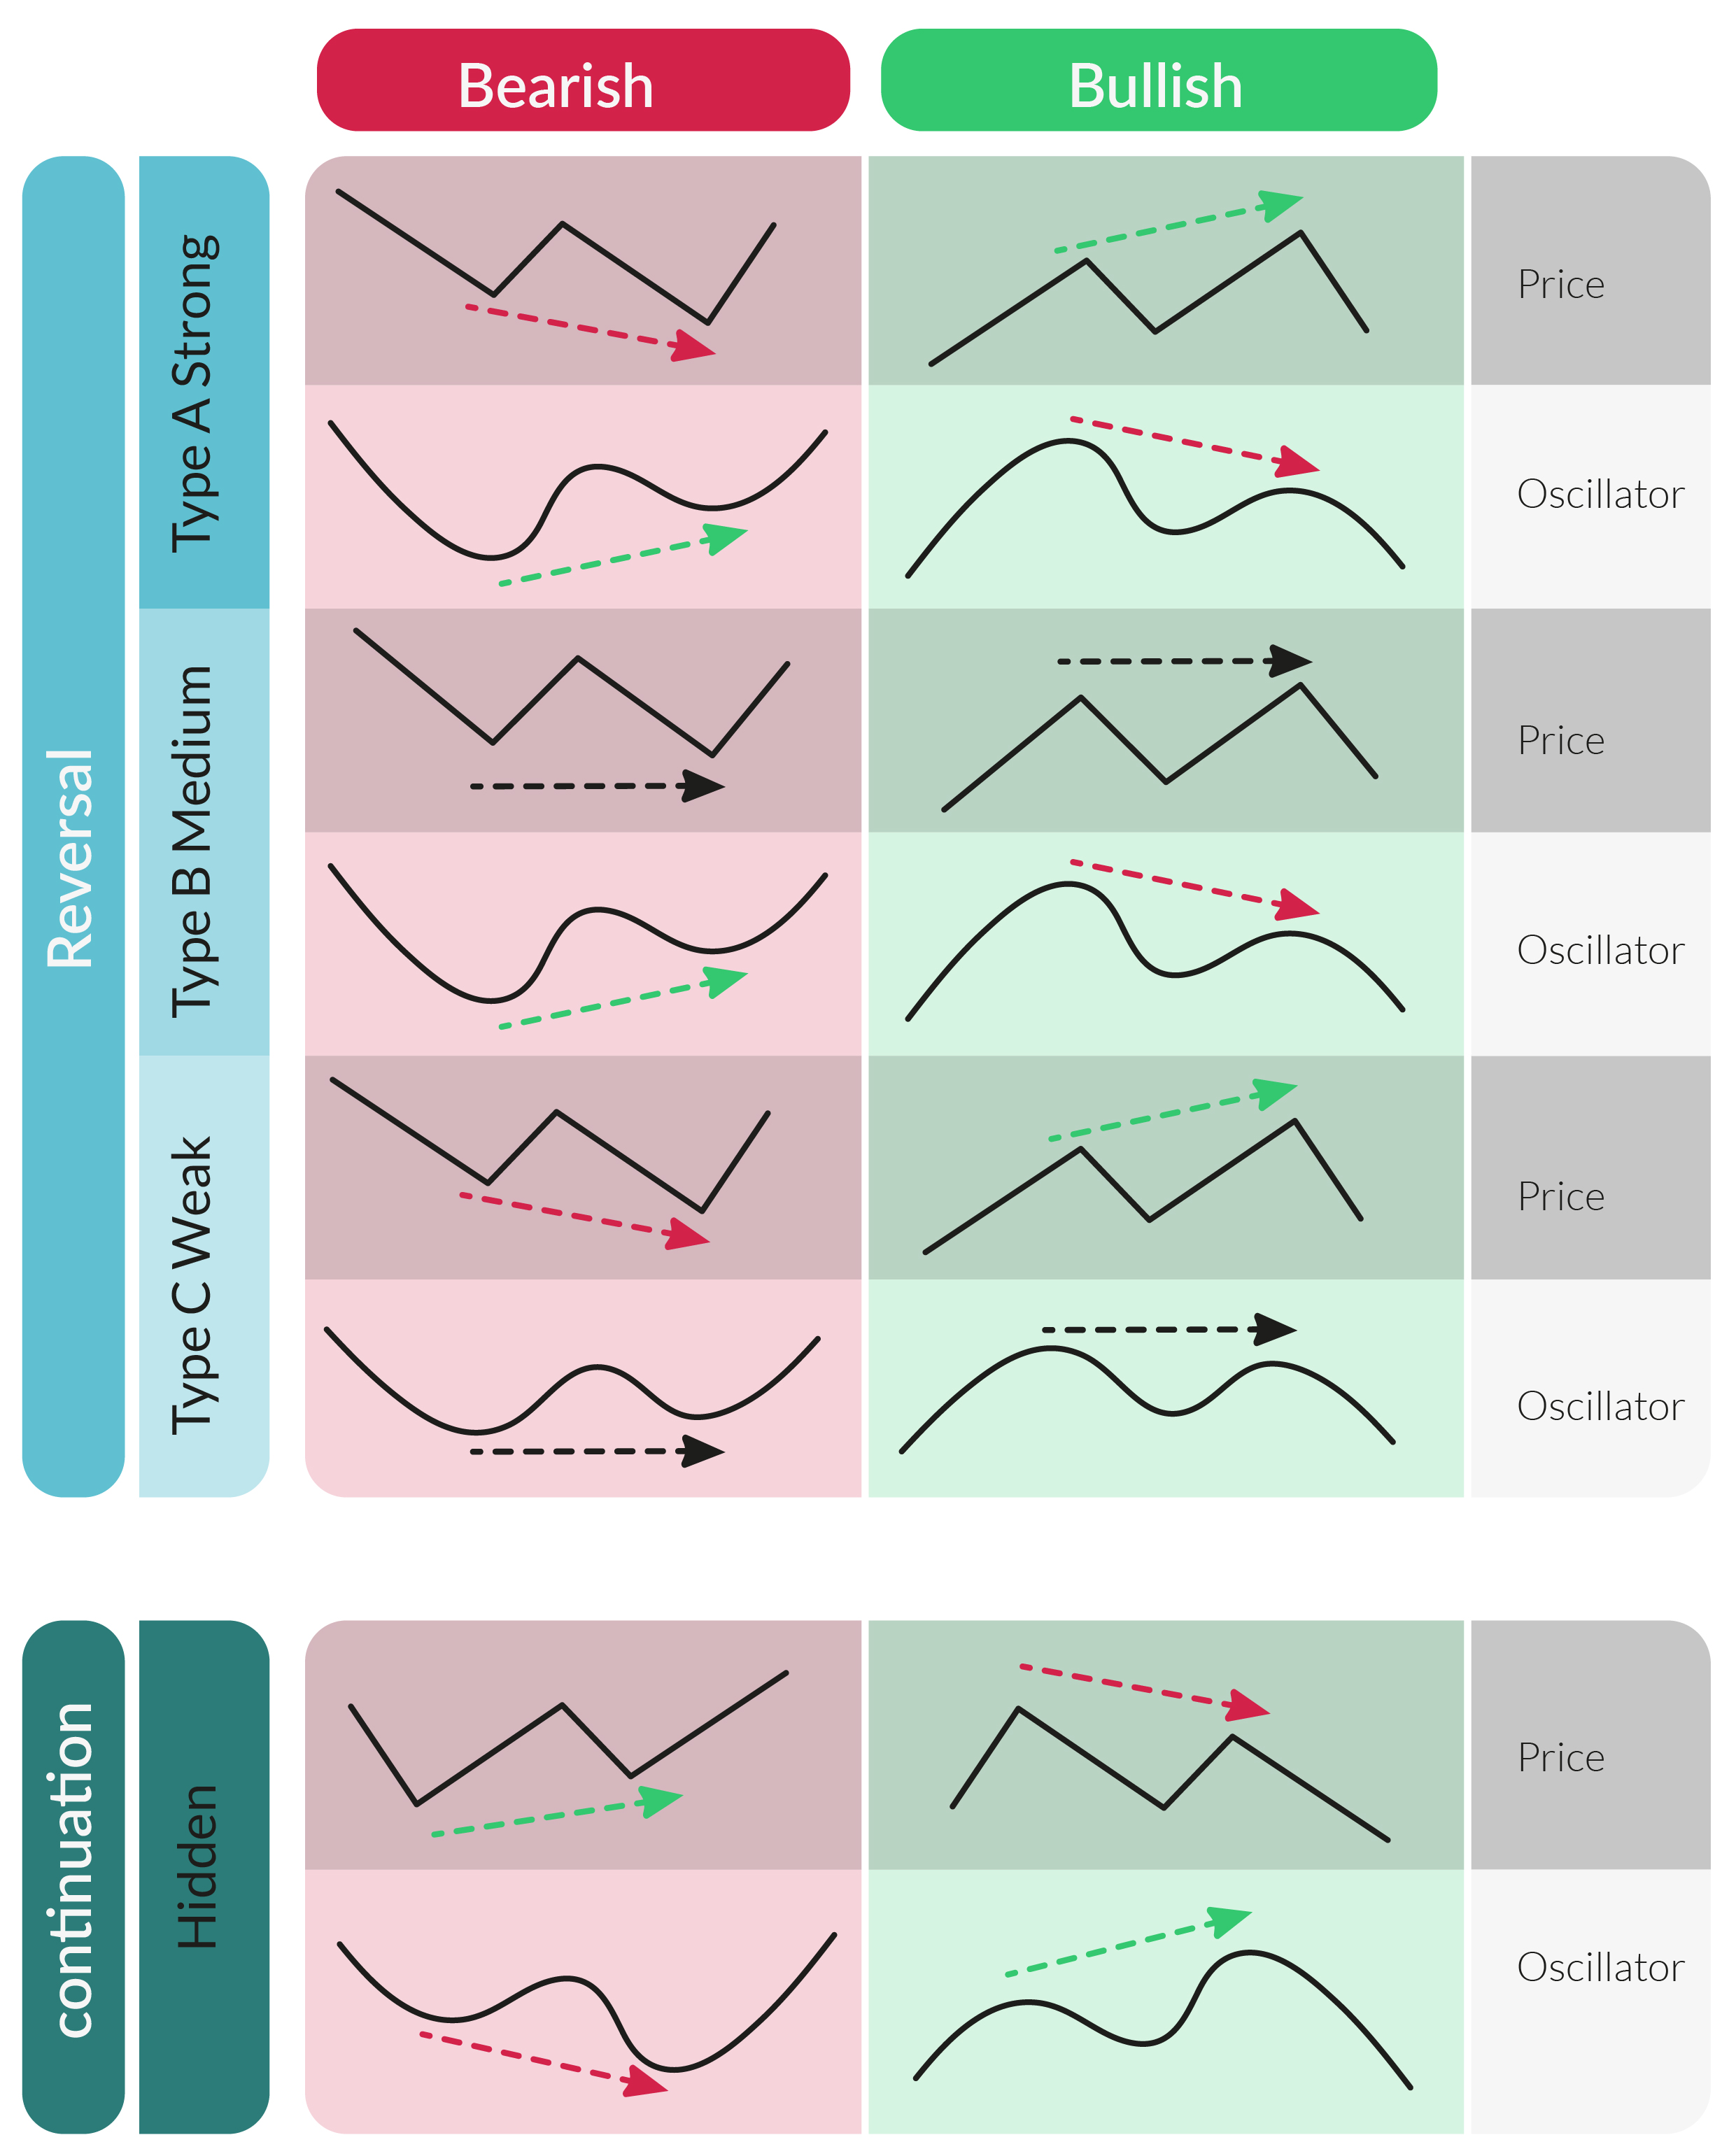 Bearish
Bullish
Reversal
Type A Strong
Price
Oscillator
Type B Medium
Price
Oscillator
Type C Weak
Price
Oscillator
continuation
Hidden
Price
Oscillator